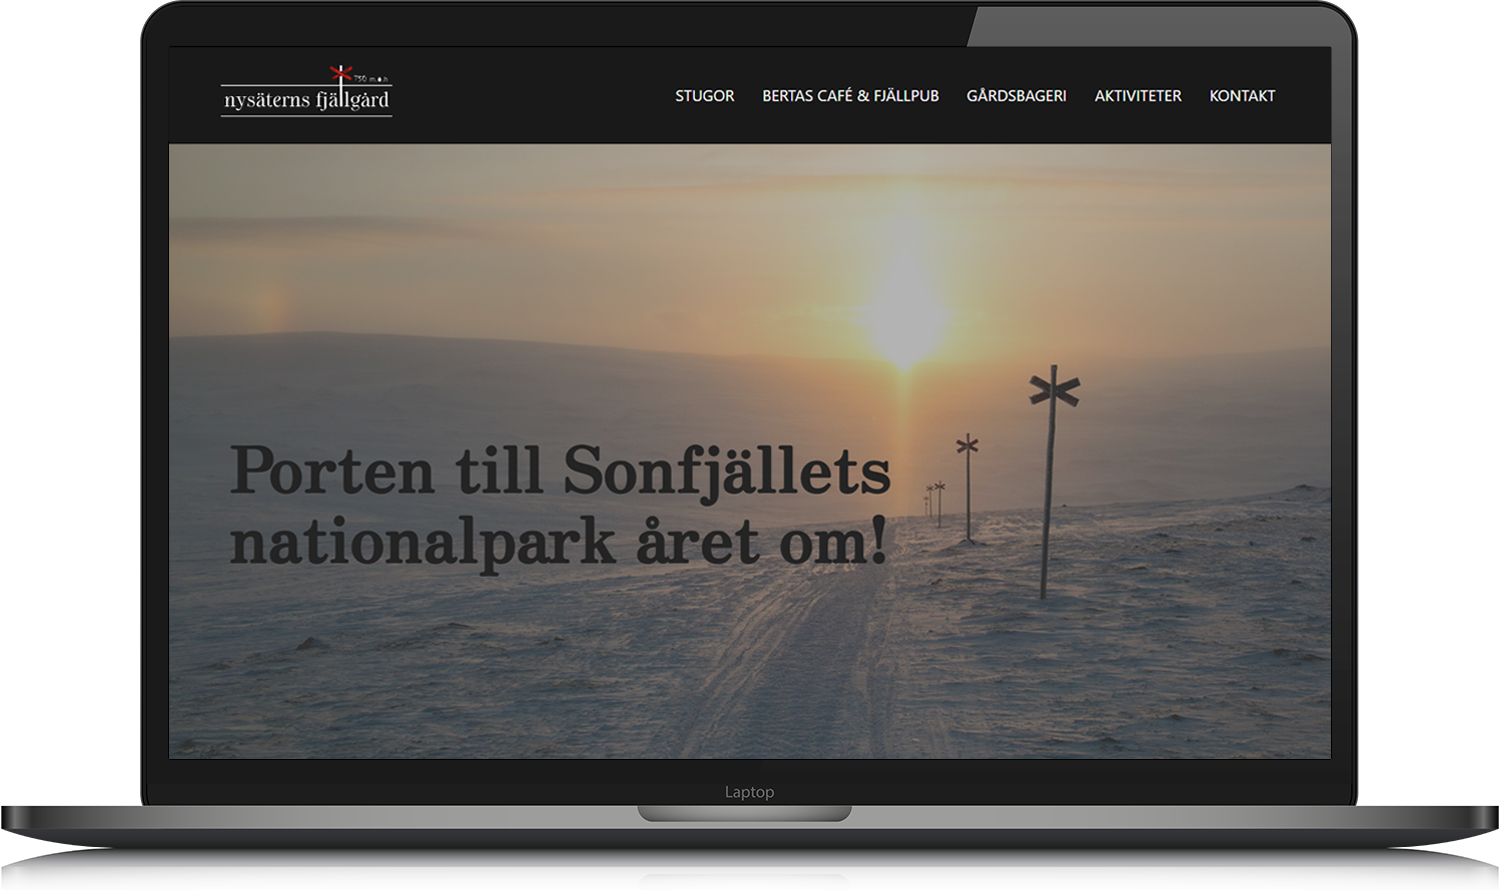 750 m.ö.h
nysäterns fjällgård
STUGOR BERTAS CAFÉ & FJÄLLPUB GÅRDSBAGERI AKTIVITETER KONTAKT
Porten till Sonfjällets
nationalpark året om!
Laptop